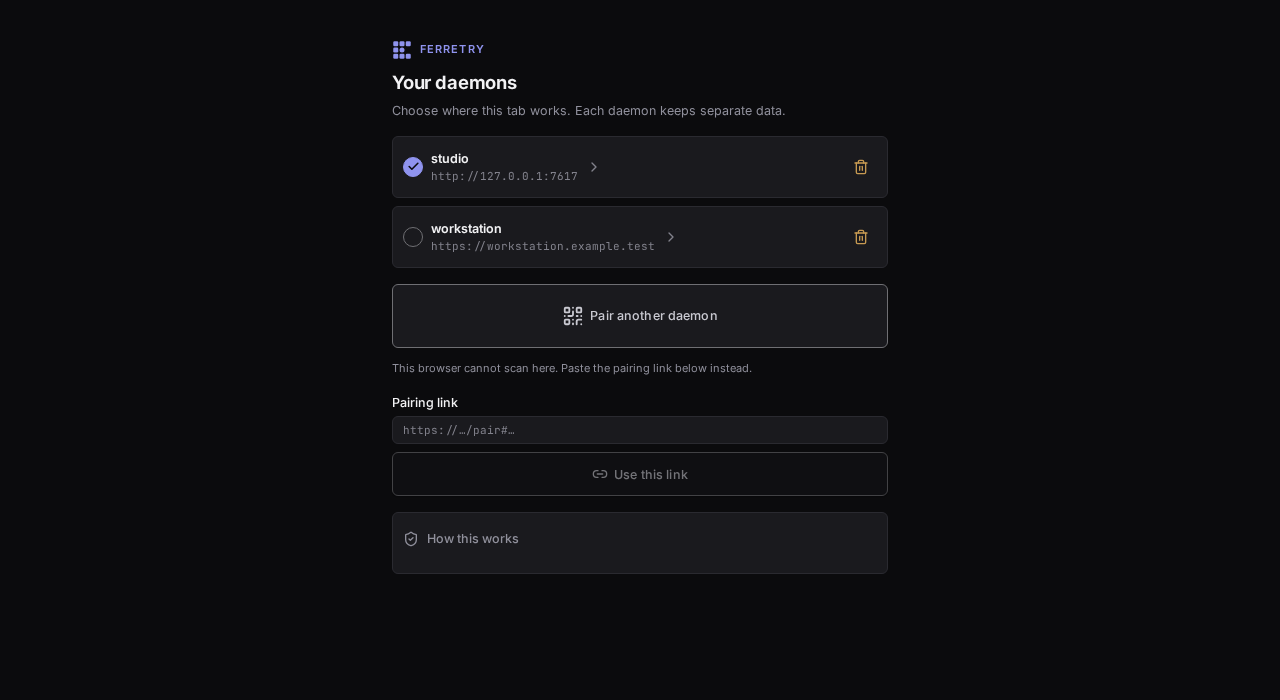 FERRETRY
Your daemons
Choose where this tab works. Each daemon keeps separate data.
studio
http://127.0.0.1:7617
workstation
https://workstation.example.test
Pair another daemon
This browser cannot scan here. Paste the pairing link below instead.
Pairing link
https://…/pair#…
Use this link
How this works